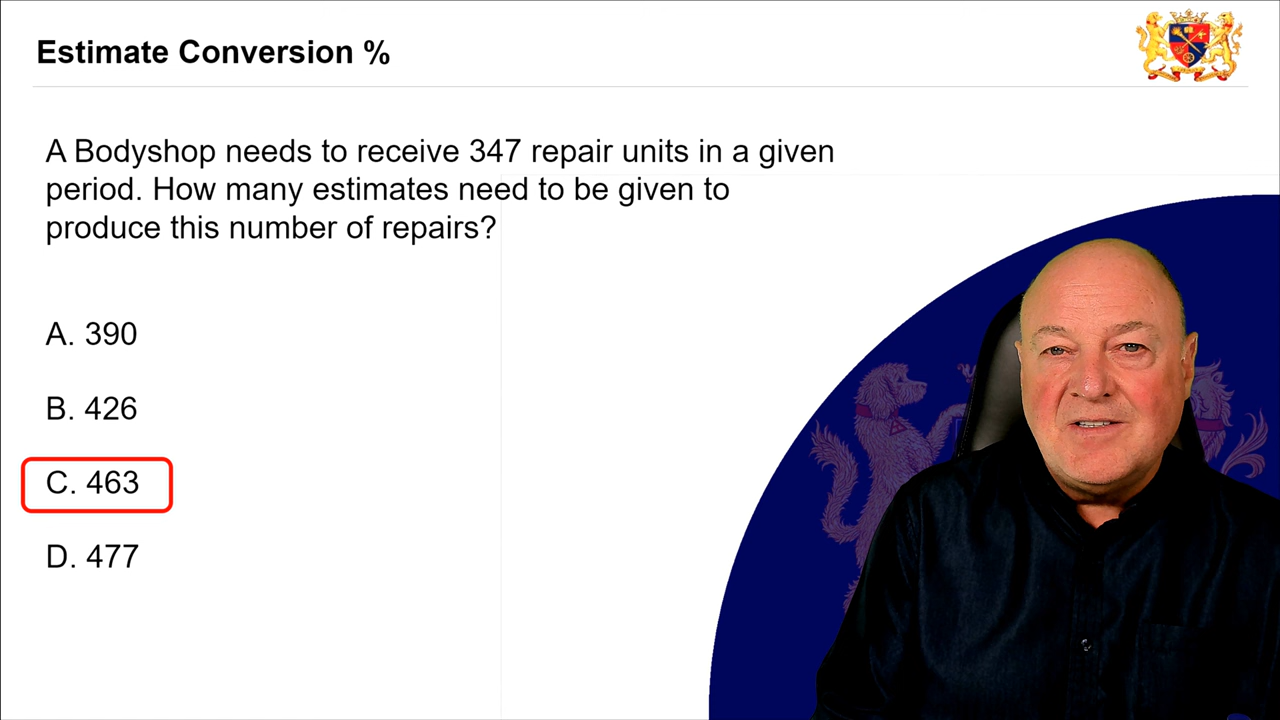 Estimate Conversion %
A Bodyshop needs to receive 347 repair units in a given
period. How many estimates need to be given to
produce this number of repairs?
A. 390
B. 426
C. 463
D. 477